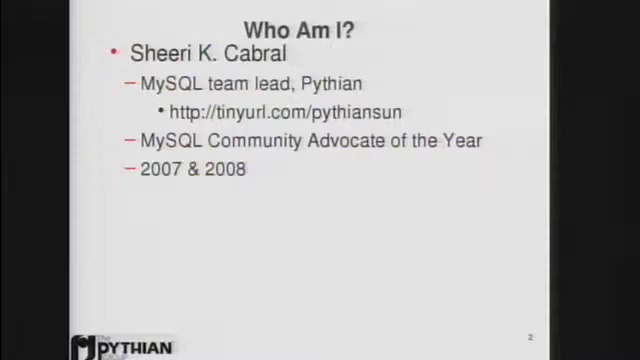 Who Am I?
• Sheeri K. Cabral
– MySQL team lead, Pythian
• http://tinyurl.com/pythiansun
– MySQL Community Advocate of the Year
– 2007 & 2008
The
PYTHIAN
2